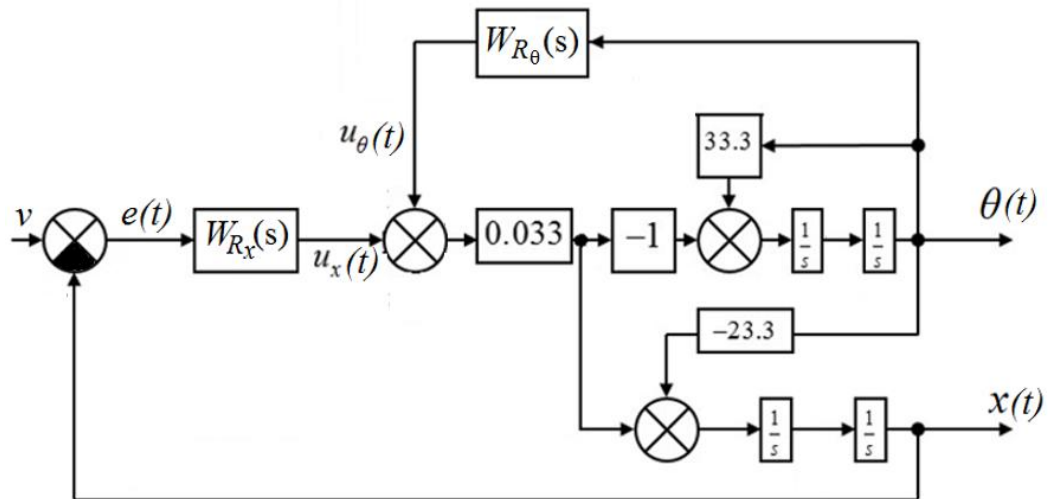 W_{R_θ}(s)
u_θ(t)
33.3
v
e(t)
W_{R_x}(s)
u_x(t)
0.033
−1
1/s
1/s
θ(t)
−23.3
1/s
1/s
x(t)